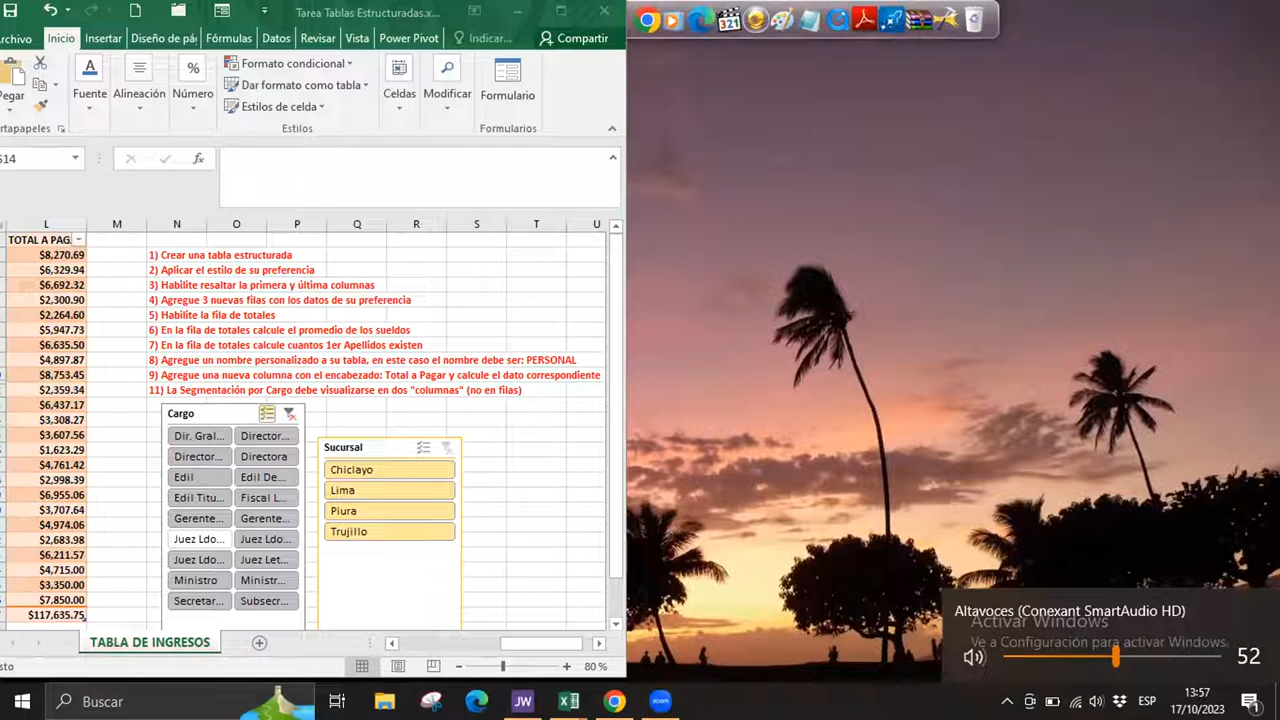 Tarea Tablas Estructuradas.x...
Archivo Inicio Insertar Diseño de pá Fórmulas Datos Revisar Vista Power Pivot Indicar... Compartir
Pegar
Fuente
Alineación
%
Número
Formato condicional
Dar formato como tabla
Estilos de celda
Celdas
Modificar
Formulario
rtapapeles
Estilos
Formularios
G14
fx
L M N O P Q R S T U
TOTAL A PAG
$8,270.69
1) Crear una tabla estructurada
$6,329.94
2) Aplicar el estilo de su preferencia
$6,692.32
3) Habilite resaltar la primera y última columnas
$2,300.90
4) Agregue 3 nuevas filas con los datos de su preferencia
$2,264.60
5) Habilite la fila de totales
$5,947.73
6) En la fila de totales calcule el promedio de los sueldos
$6,635.50
7) En la fila de totales calcule cuantos 1er Apellidos existen
$4,897.87
8) Agregue un nombre personalizado a su tabla, en este caso el nombre debe ser: PERSONAL
$8,753.45
9) Agregue una nueva columna con el encabezado: Total a Pagar y calcule el dato correspondiente
$2,359.34
11) La Segmentación por Cargo debe visualizarse en dos "columnas" (no en filas)
$6,437.17
$3,308.27
$3,607.56
$1,623.29
$4,761.42
$2,998.39
$6,955.06
$3,707.64
$4,974.06
$2,683.98
$6,211.57
$4,715.00
$3,350.00
$7,850.00
$117,635.75
Cargo
Dir. Gral... Director...
Director... Directora
Edil Edil De...
Edil Titu... Fiscal L...
Gerente... Gerente...
Juez Ldo... Juez Ldo...
Juez Ldo... Juez Let...
Ministro Ministr...
Secretar... Subsecr...
Sucursal
Chiclayo
Lima
Piura
Trujillo
TABLA DE INGRESOS
sto
80 %
321
Altavoces (Conexant SmartAudio HD)
Activar Windows
Ve a Configuración para activar Windows.
52
Buscar
JW
zoom
ESP
13:57
17/10/2023
1